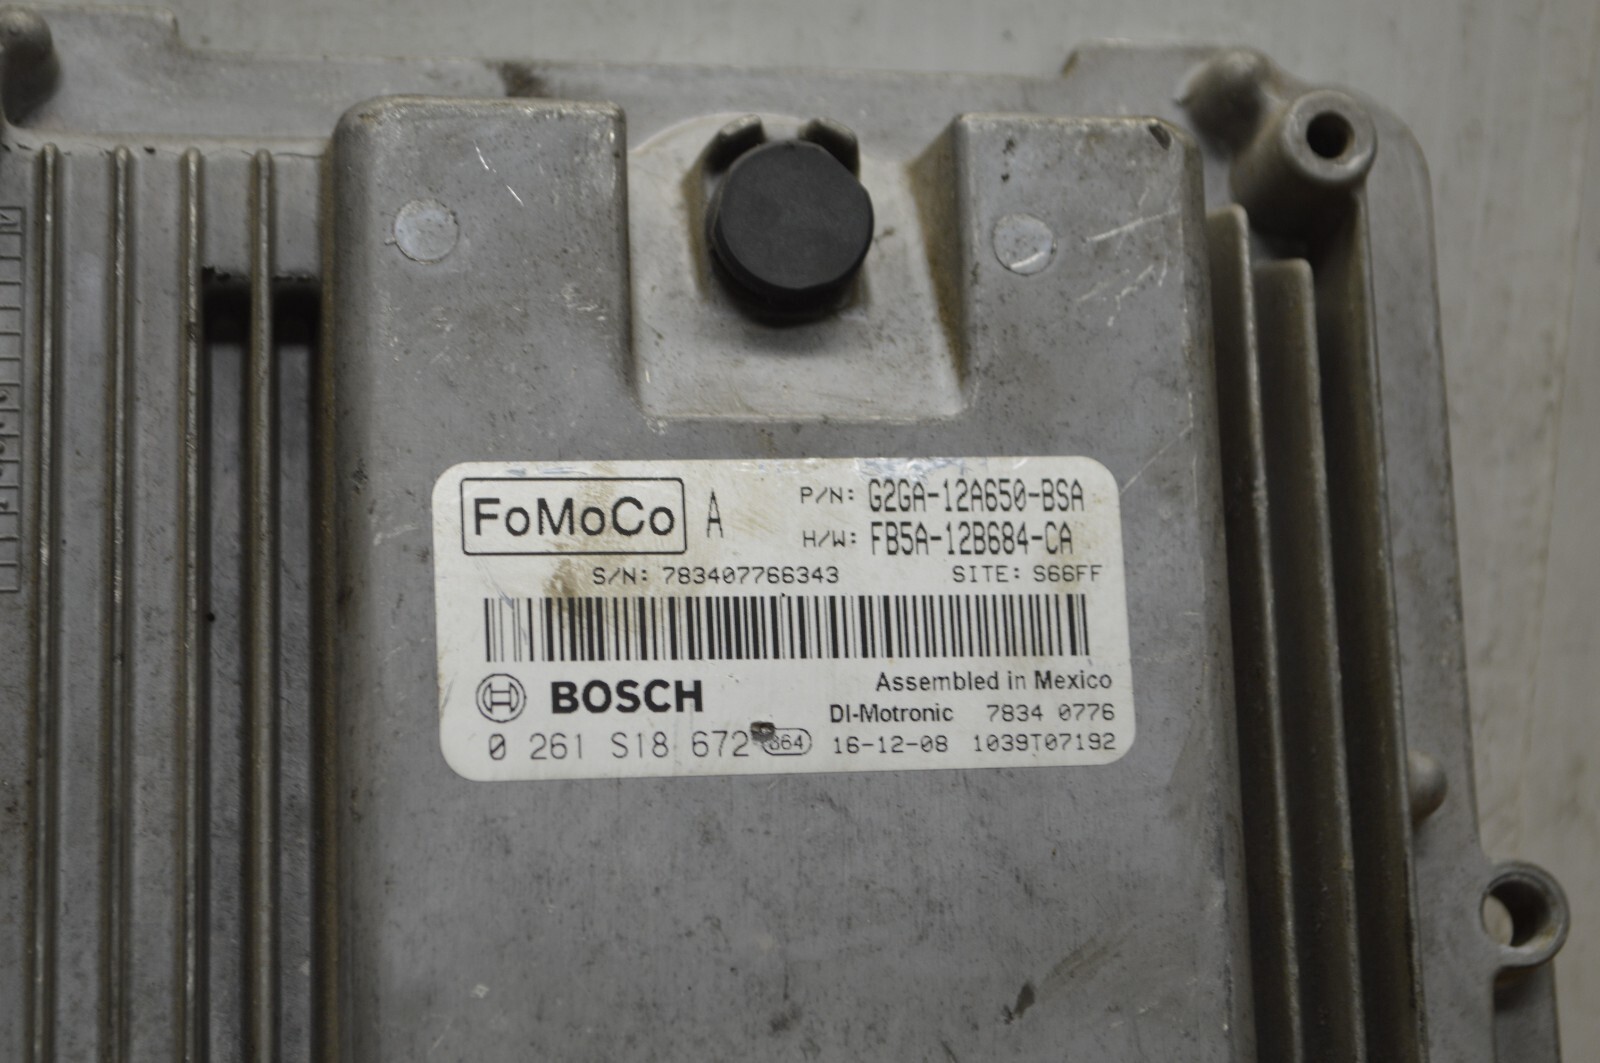 FoMoCo A P/N: G2GA-12A650-BSA
H/W: FB5A-12B684-CA
S/N: 783407766343 SITE: S66FF
BOSCH Assembled in Mexico
DI-Motronic 7834 0776
0 261 S18 672 16-12-08 1039T07192